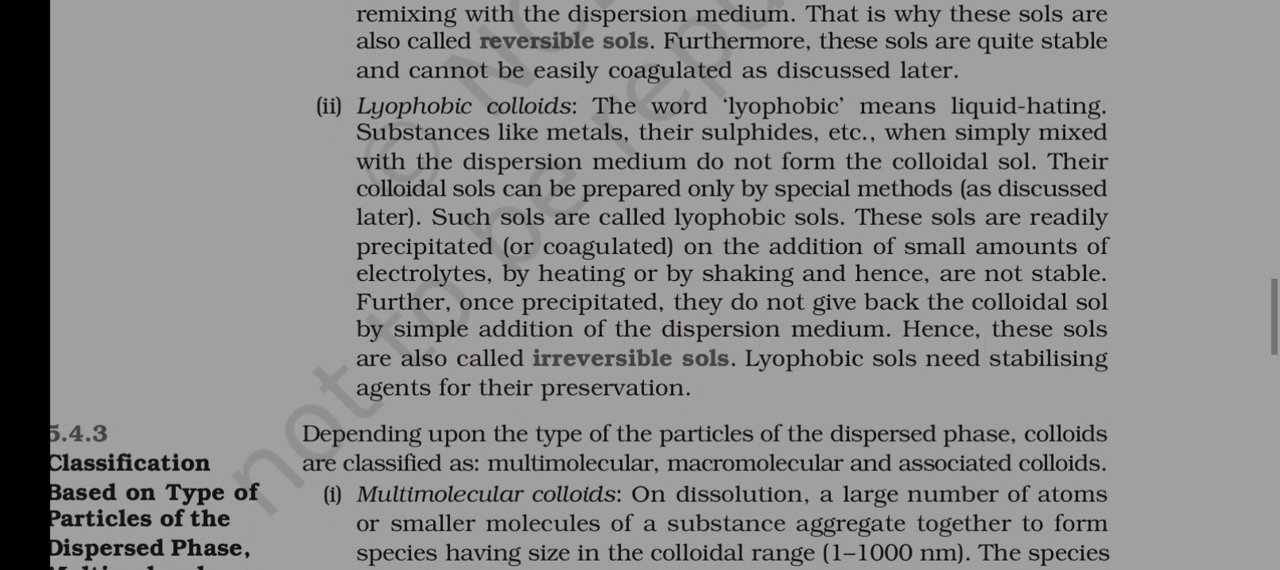 remixing with the dispersion medium. That is why these sols are
also called reversible sols. Furthermore, these sols are quite stable
and cannot be easily coagulated as discussed later.
(ii) Lyophobic colloids: The word ‘lyophobic’ means liquid-hating.
Substances like metals, their sulphides, etc., when simply mixed
with the dispersion medium do not form the colloidal sol. Their
colloidal sols can be prepared only by special methods (as discussed
later). Such sols are called lyophobic sols. These sols are readily
precipitated (or coagulated) on the addition of small amounts of
electrolytes, by heating or by shaking and hence, are not stable.
Further, once precipitated, they do not give back the colloidal sol
by simple addition of the dispersion medium. Hence, these sols
are also called irreversible sols. Lyophobic sols need stabilising
agents for their preservation.
5.4.3
Classification
Based on Type of
Particles of the
Dispersed Phase,
Depending upon the type of the particles of the dispersed phase, colloids
are classified as: multimolecular, macromolecular and associated colloids.
(i) Multimolecular colloids: On dissolution, a large number of atoms
or smaller molecules of a substance aggregate together to form
species having size in the colloidal range (1–1000 nm). The species
©
not to be